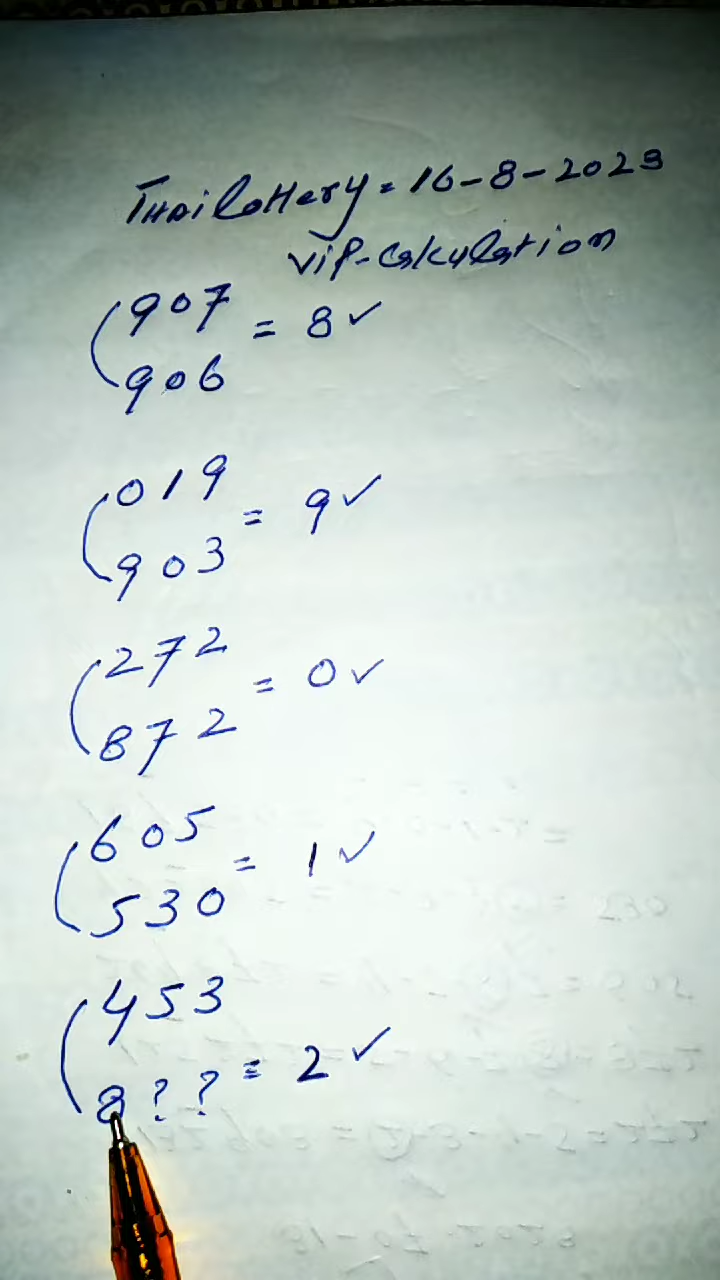 THaiLottery = 16-8-2023
vip-Calculation
907
= 8 ✓
906
019
= 9 ✓
903
272
= 0 ✓
872
605
= 1 ✓
530
453
8 ? ? = 2 ✓